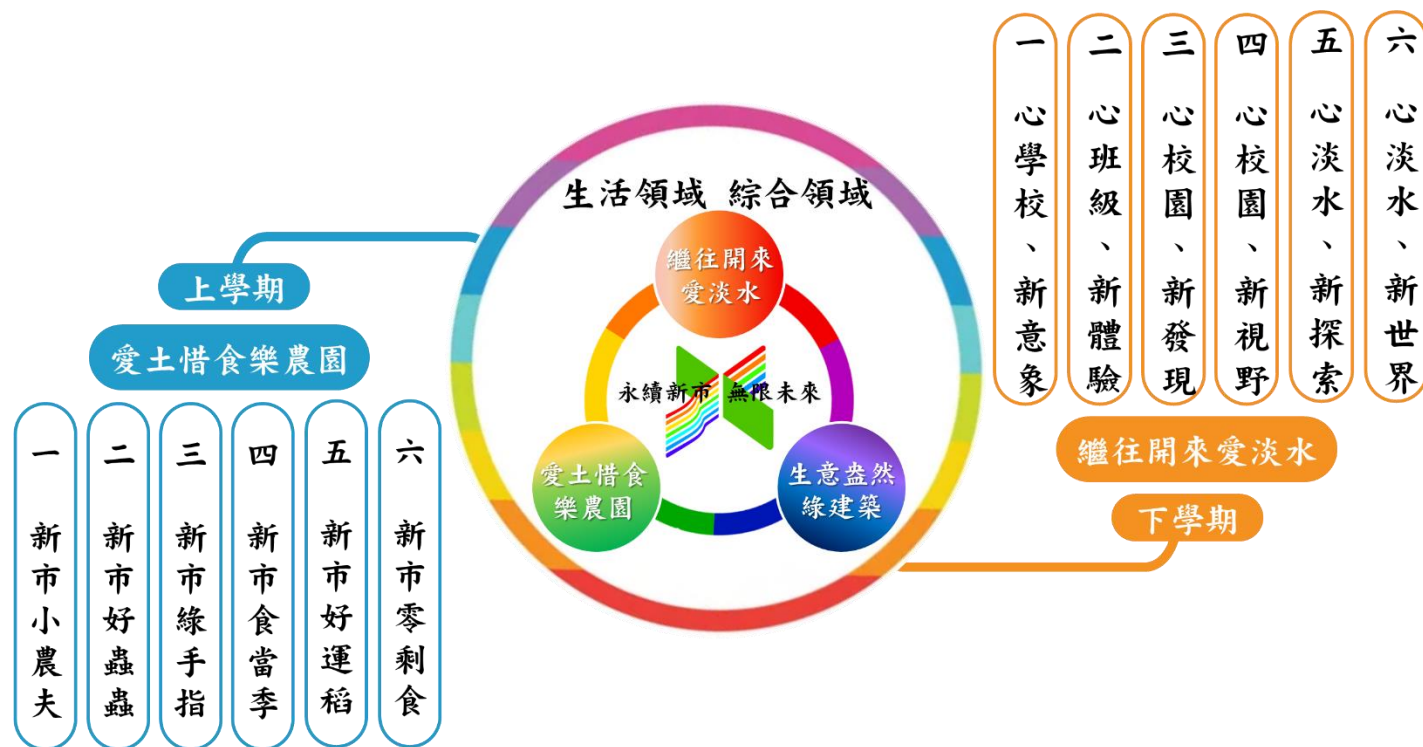 生活領域 綜合領域
繼往開來
愛淡水
永續新市 無限未來
愛土惜食
樂農園
生意盎然
綠建築
上學期
愛土惜食樂農園
一 新市小農夫
二 新市好蟲蟲
三 新市綠手指
四 新市食當季
五 新市好運稻
六 新市零剩食
一 心學校、新意象
二 心班級、新體驗
三 心校園、新發現
四 心校園、新視野
五 心淡水、新探索
六 心淡水、新世界
繼往開來愛淡水
下學期